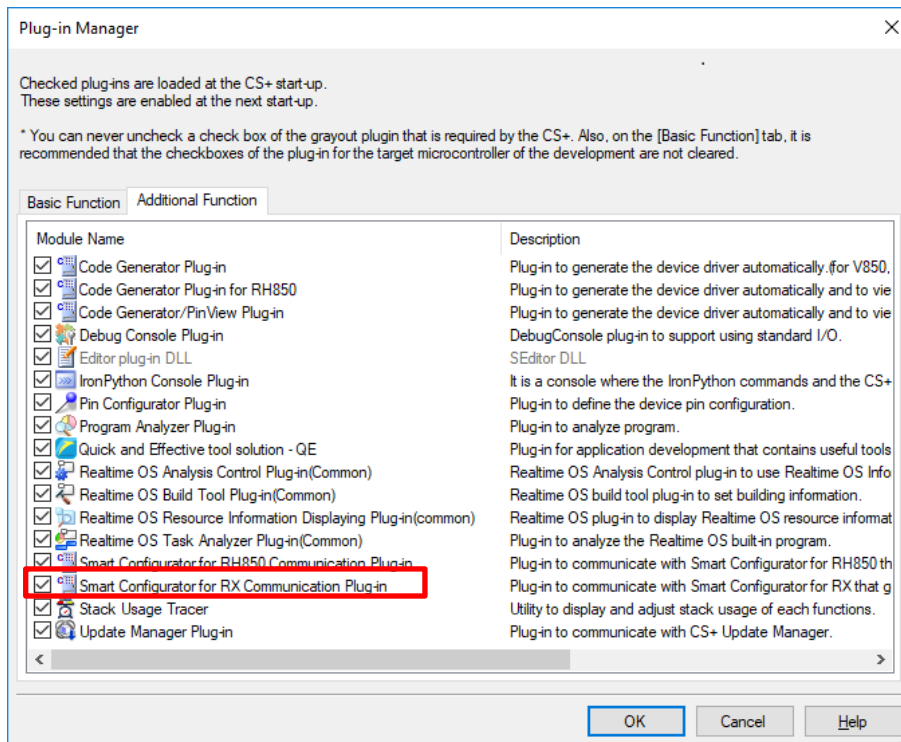 Plug-in Manager
Checked plug-ins are loaded at the CS+ start-up.
These settings are enabled at the next start-up.
* You can never uncheck a check box of the grayout plugin that is required by the CS+. Also, on the [Basic Function] tab, it is
recommended that the checkboxes of the plug-in for the target microcontroller of the development are not cleared.
Basic Function Additional Function
Module Name Description
Code Generator Plug-in Plug-in to generate the device driver automatically.(for V850,
Code Generator Plug-in for RH850 Plug-in to generate the device driver automatically and to vie
Code Generator/PinView Plug-in Plug-in to generate the device driver automatically and to vie
Debug Console Plug-in DebugConsole plug-in to support using standard I/O.
Editor plug-in DLL SEditor DLL
IronPython Console Plug-in It is a console where the IronPython commands and the CS+
Pin Configurator Plug-in Plug-in to define the device pin configuration.
Program Analyzer Plug-in Plug-in to analyze program.
Quick and Effective tool solution - QE Plug-in for application development that contains useful tools
Realtime OS Analysis Control Plug-in(Common) Realtime OS Analysis Control plug-in to use Realtime OS Info
Realtime OS Build Tool Plug-in(Common) Realtime OS build tool plug-in to set building information.
Realtime OS Resource Information Displaying Plug-in(common) Realtime OS plug-in to display Realtime OS resource informat
Realtime OS Task Analyzer Plug-in(Common) Plug-in to analyze the Realtime OS built-in program.
Smart Configurator for RH850 Communication Plug-in Plug-in to communicate with Smart Configurator for RH850 th
Smart Configurator for RX Communication Plug-in Plug-in to communicate with Smart Configurator for RX that g
Stack Usage Tracer Utility to display and adjust stack usage of each functions.
Update Manager Plug-in Plug-in to communicate with CS+ Update Manager.
OK Cancel Help